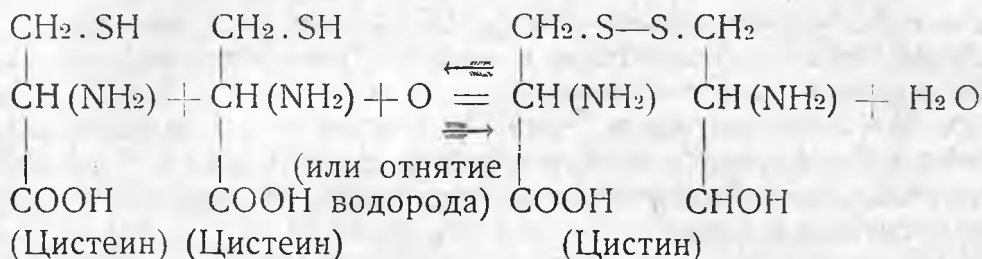 CH₂.SH CH₂.SH CH₂.S—S.CH₂
CH(NH₂) + CH(NH₂) + O = CH(NH₂) CH(NH₂) + H₂O
(или отнятие
COOH COOH водорода) COOH CHOH
(Цистеин) (Цистеин) (Цистин)